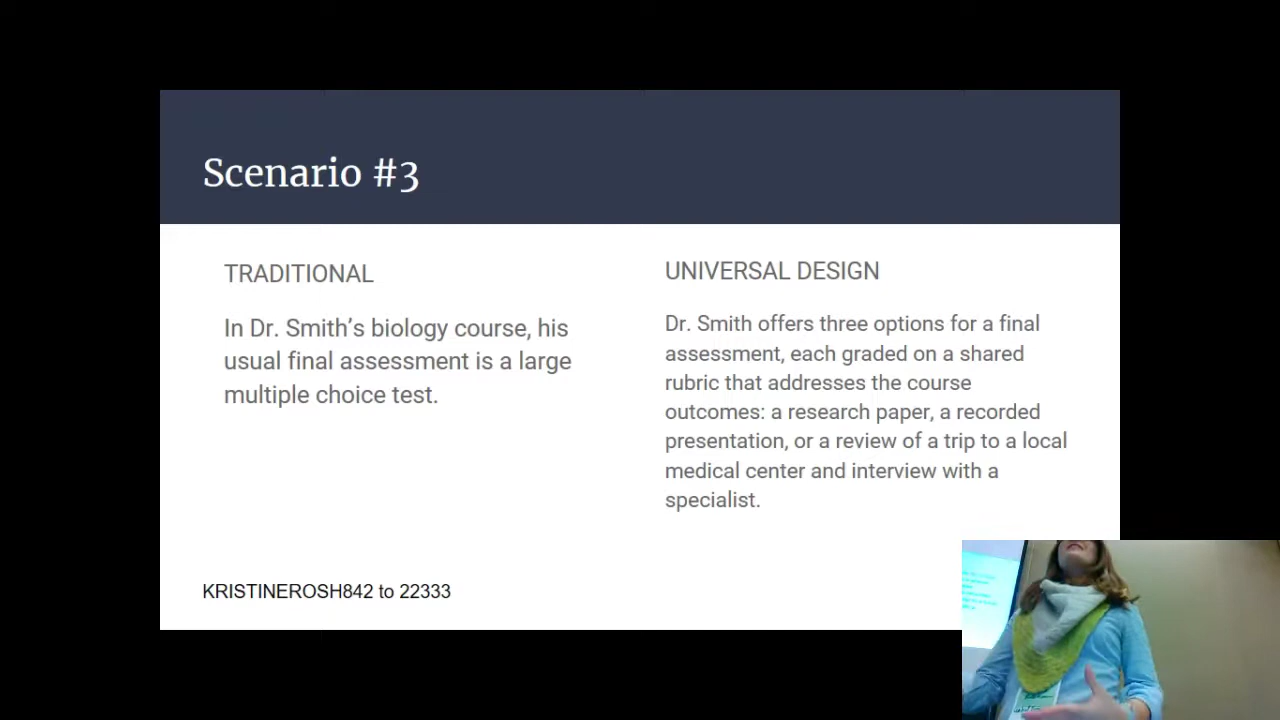 Scenario #3
TRADITIONAL
In Dr. Smith’s biology course, his
usual final assessment is a large
multiple choice test.
UNIVERSAL DESIGN
Dr. Smith offers three options for a final
assessment, each graded on a shared
rubric that addresses the course
outcomes: a research paper, a recorded
presentation, or a review of a trip to a local
medical center and interview with a
specialist.
KRISTINEROSH842 to 22333